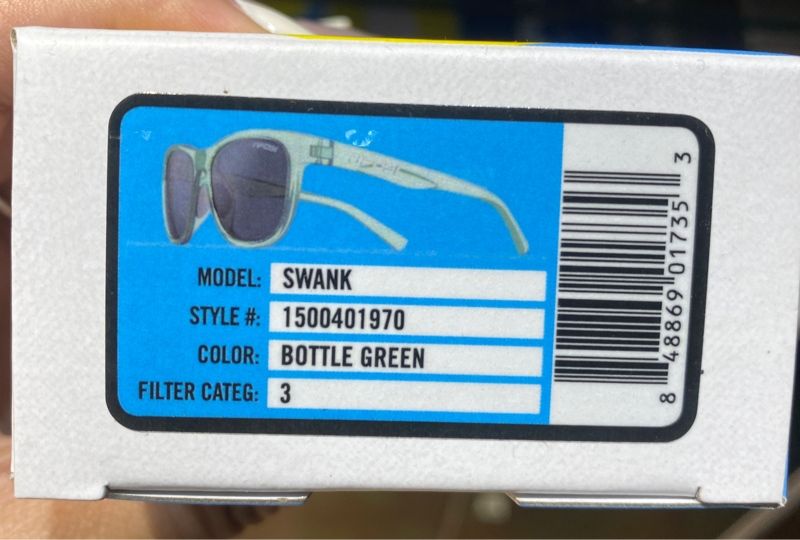 MODEL: SWANK
STYLE #: 1500401970
COLOR: BOTTLE GREEN
FILTER CATEG: 3
8 48869 01735 3